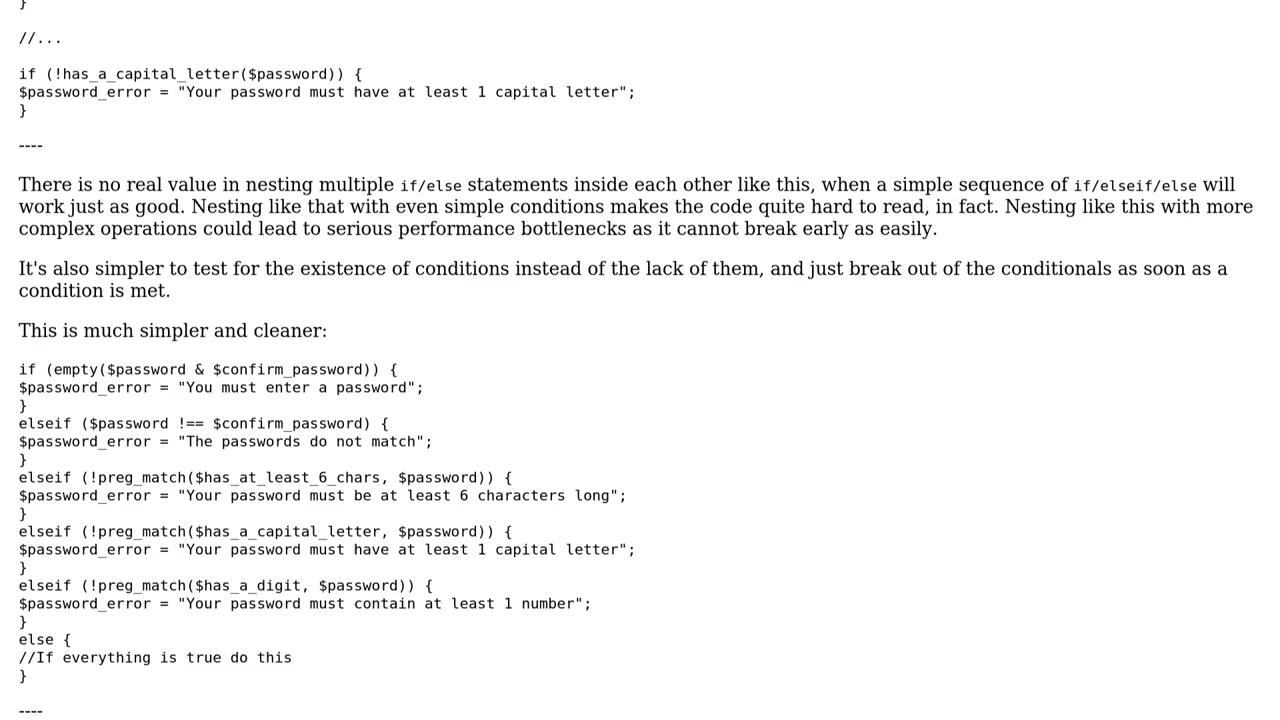 }
//...
if (!has_a_capital_letter($password)) {
$password_error = "Your password must have at least 1 capital letter";
}
----
There is no real value in nesting multiple if/else statements inside each other like this, when a simple sequence of if/elseif/else will
work just as good. Nesting like that with even simple conditions makes the code quite hard to read, in fact. Nesting like this with more
complex operations could lead to serious performance bottlenecks as it cannot break early as easily.
It's also simpler to test for the existence of conditions instead of the lack of them, and just break out of the conditionals as soon as a
condition is met.
This is much simpler and cleaner:
if (empty($password & $confirm_password)) {
$password_error = "You must enter a password";
}
elseif ($password !== $confirm_password) {
$password_error = "The passwords do not match";
}
elseif (!preg_match($has_at_least_6_chars, $password)) {
$password_error = "Your password must be at least 6 characters long";
}
elseif (!preg_match($has_a_capital_letter, $password)) {
$password_error = "Your password must have at least 1 capital letter";
}
elseif (!preg_match($has_a_digit, $password)) {
$password_error = "Your password must contain at least 1 number";
}
else {
//If everything is true do this
}
----